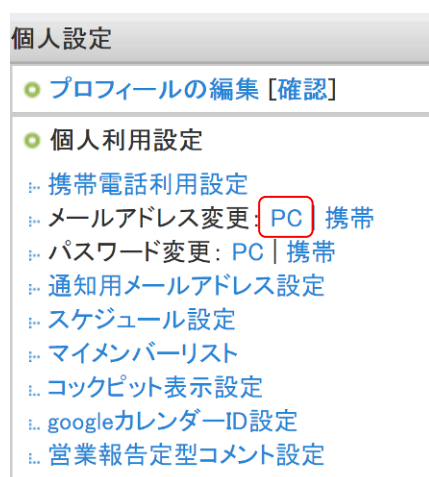 個人設定
プロフィールの編集 [確認]
個人利用設定
携帯電話利用設定
メールアドレス変更: PC | 携帯
パスワード変更: PC | 携帯
通知用メールアドレス設定
スケジュール設定
マイメンバーリスト
コックピット表示設定
googleカレンダーID設定
営業報告定型コメント設定